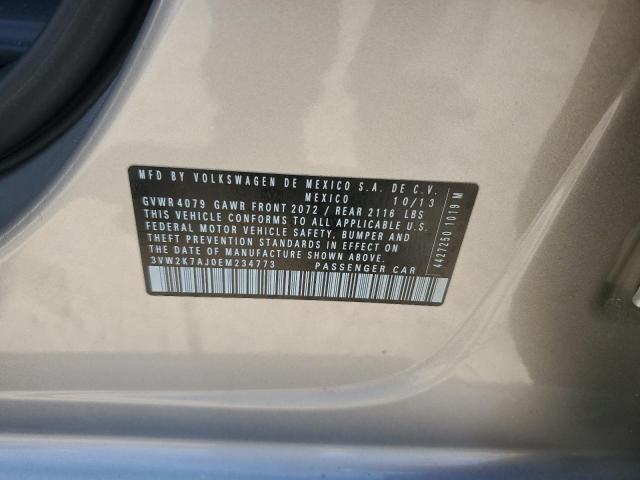 MFD BY VOLKSWAGEN DE MEXICO S.A. DE C.V.
MEXICO 10/13
GVWR 4079 GAWR FRONT 2072 / REAR 2116 LBS
THIS VEHICLE CONFORMS TO ALL APPLICABLE U.S.
FEDERAL MOTOR VEHICLE SAFETY, BUMPER AND
THEFT PREVENTION STANDARDS IN EFFECT ON
THE DATE OF MANUFACTURE SHOWN ABOVE.
3VW2K7AJ0EM234773 PASSENGER CAR
4427250 1019 M